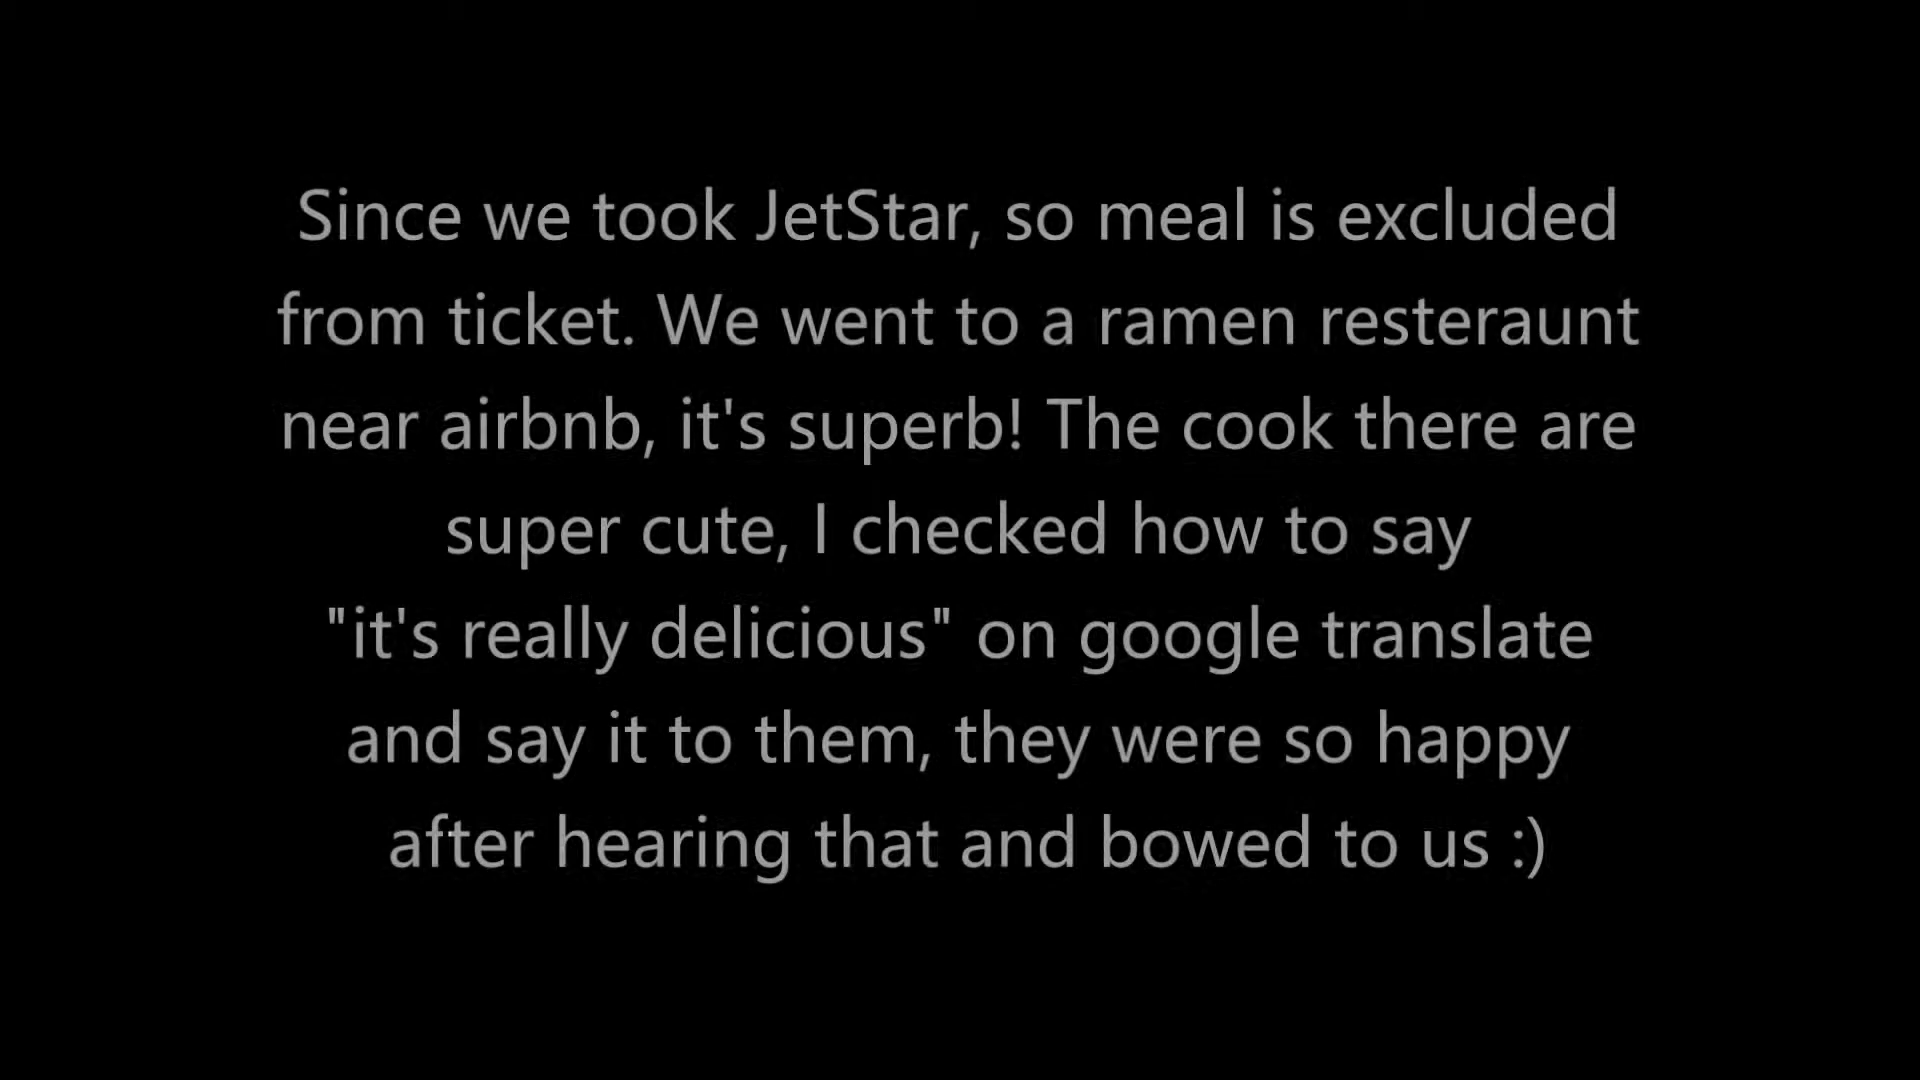 Since we took JetStar, so meal is excluded
from ticket. We went to a ramen resteraunt
near airbnb, it's superb! The cook there are
super cute, I checked how to say
"it's really delicious" on google translate
and say it to them, they were so happy
after hearing that and bowed to us :)